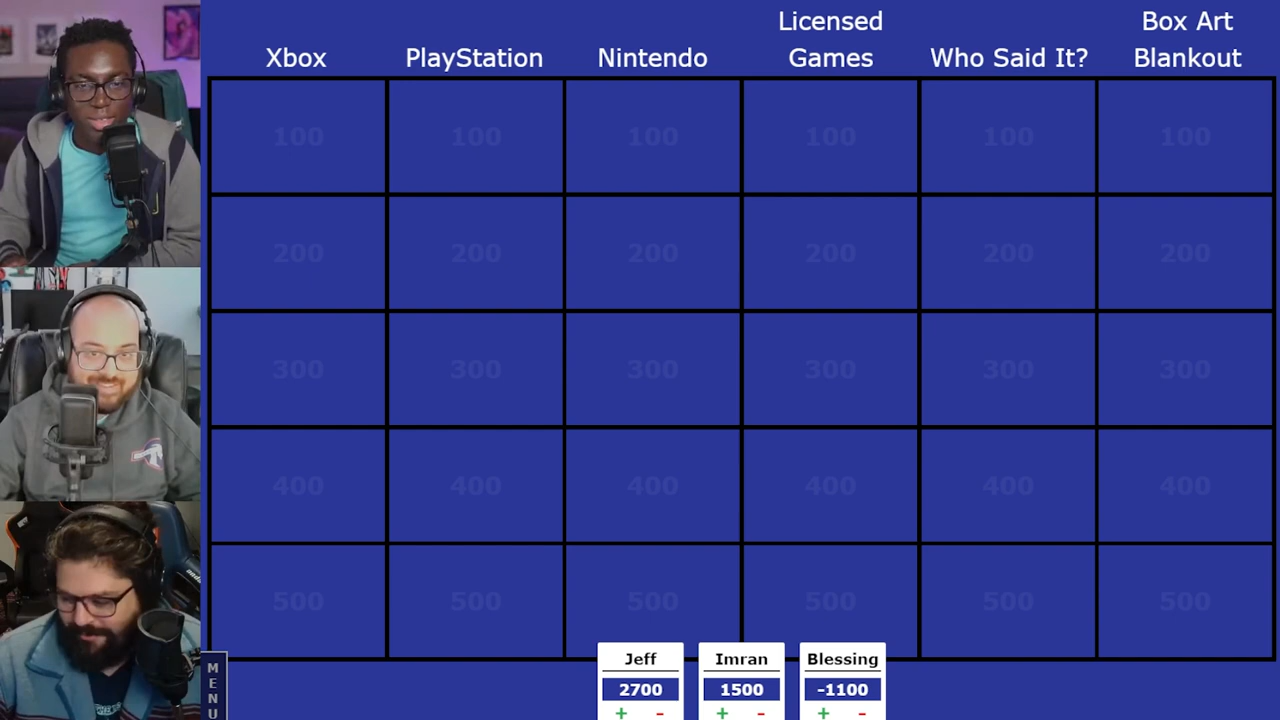 Xbox
PlayStation
Nintendo
Licensed
Games
Who Said It?
Box Art
Blankout
100 100 100 100 100 100
200 200 200 200 200 200
300 300 300 300 300 300
400 400 400 400 400 400
500 500 500 500 500 500
MENU
Jeff
2700
+ -
Imran
1500
+ -
Blessing
-1100
+ -